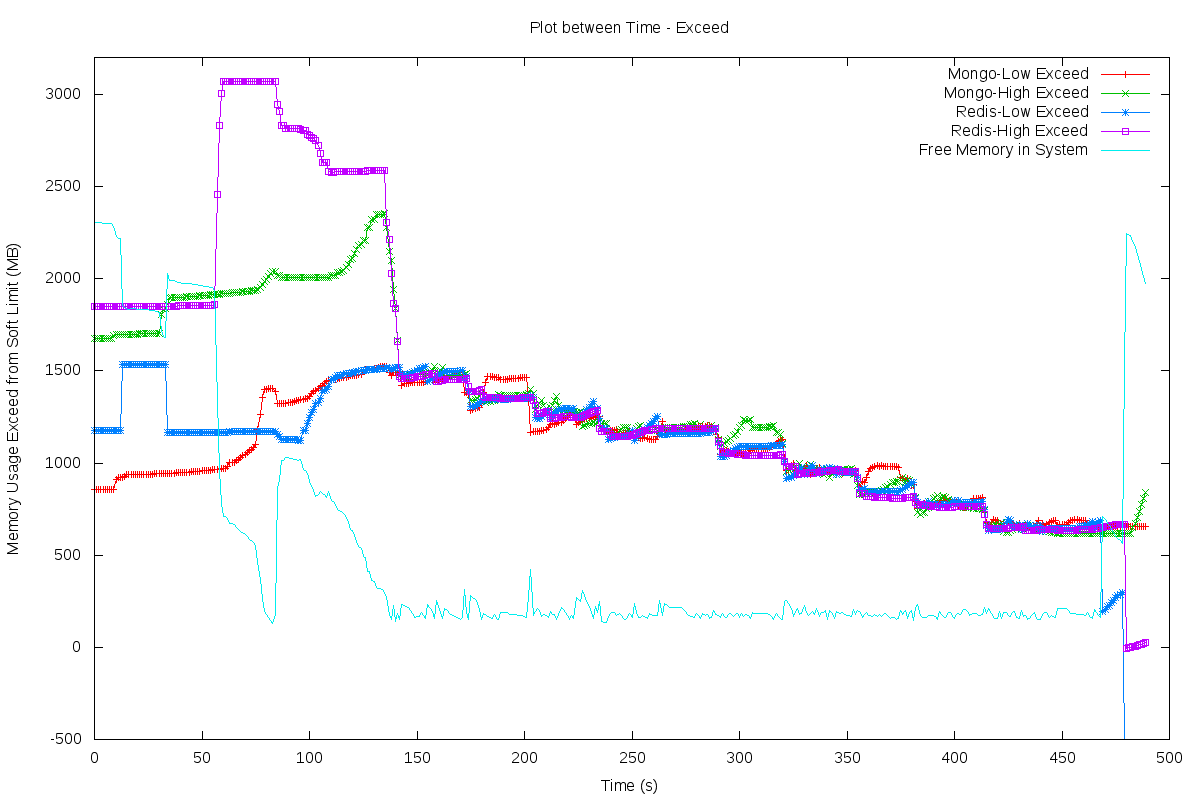 Plot between Time - Exceed
Mongo-Low Exceed
Mongo-High Exceed
Redis-Low Exceed
Redis-High Exceed
Free Memory in System
Memory Usage Exceed from Soft Limit (MB)
3000
2500
2000
1500
1000
500
0
-500
0 50 100 150 200 250 300 350 400 450 500
Time (s)